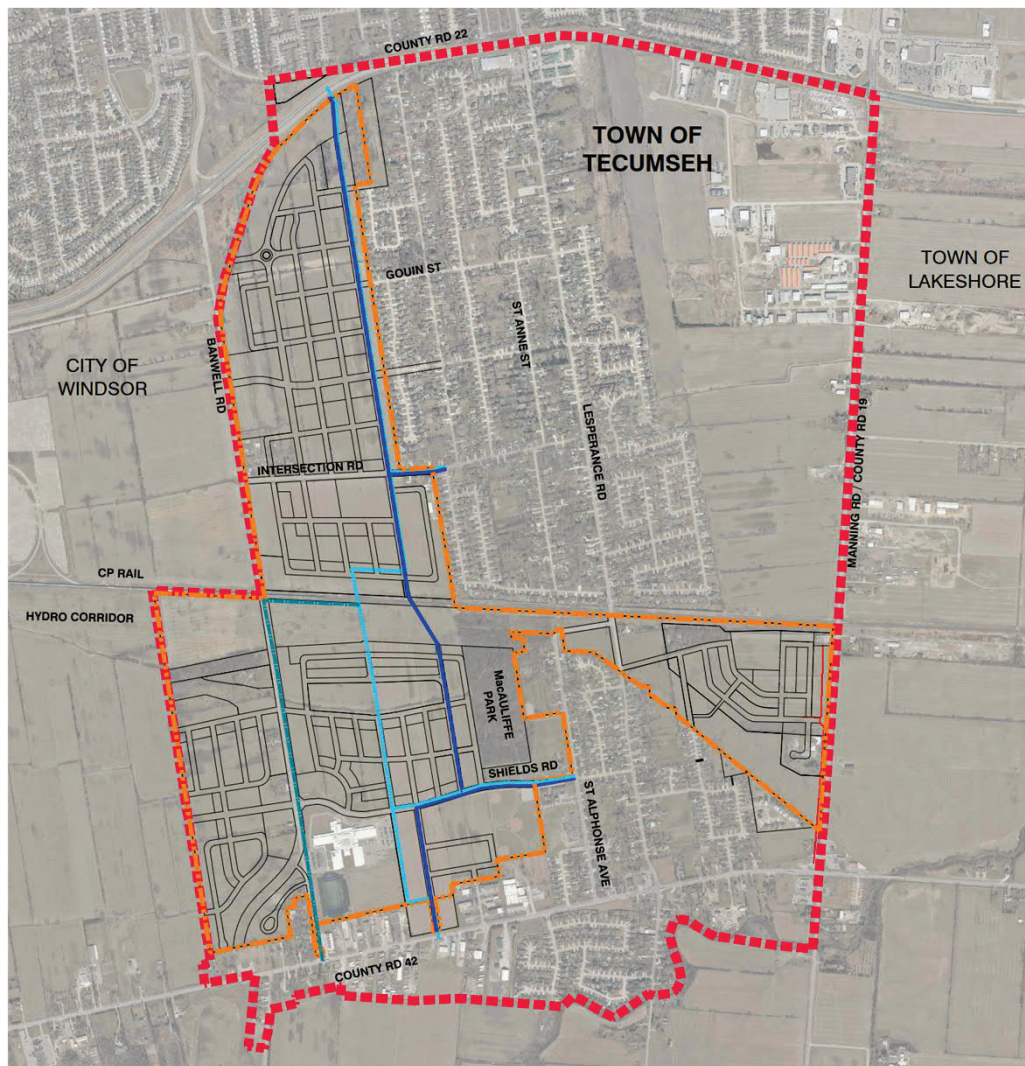 COUNTY RD 22
TOWN OF
TECUMSEH
TOWN OF
LAKESHORE
GOUIN ST
ST ANNE ST
CITY OF
WINDSOR
BANWELL RD
LESPERANCE RD
MANNING RD / COUNTY RD 19
INTERSECTION RD
CP RAIL
HYDRO CORRIDOR
MacAULIFFE
PARK
SHIELDS RD
ST ALPHONSE AVE
COUNTY RD 42